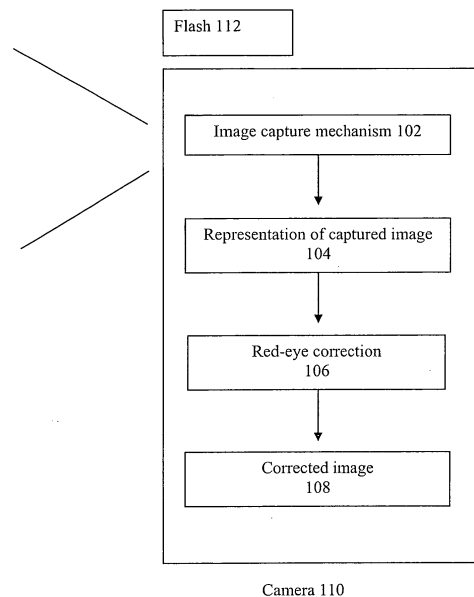 Flash 112
Image capture mechanism 102
Representation of captured image
104
Red-eye correction
106
Corrected image
108
Camera 110